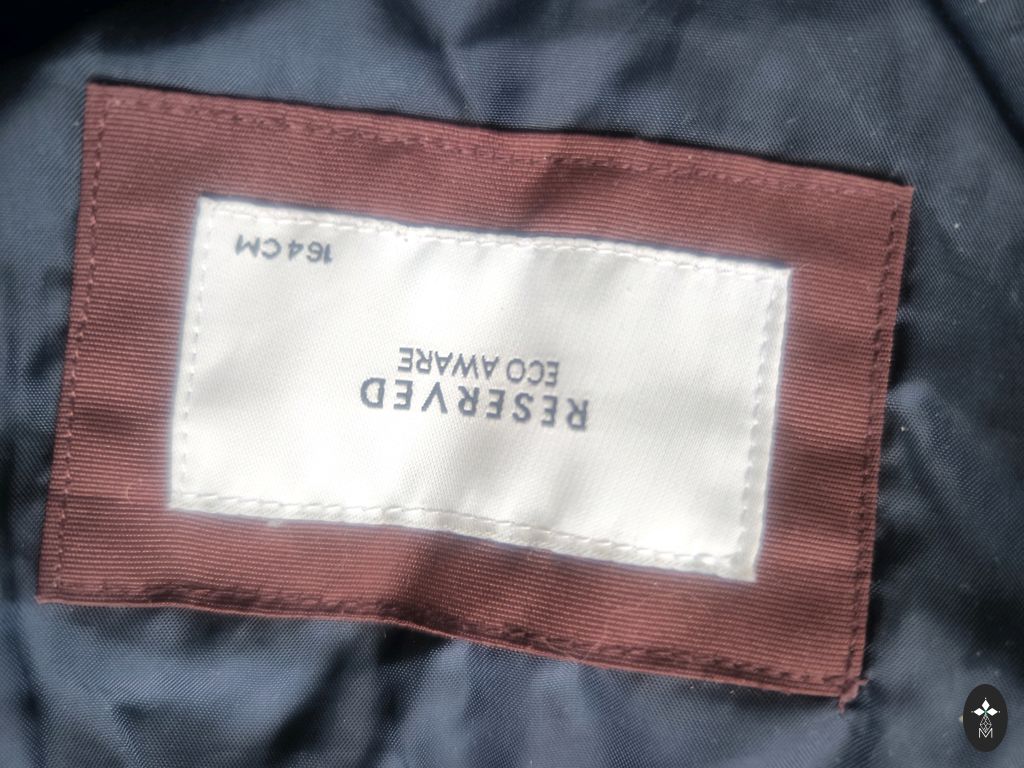 RESERVED
ECO AWARE
164 CM
M